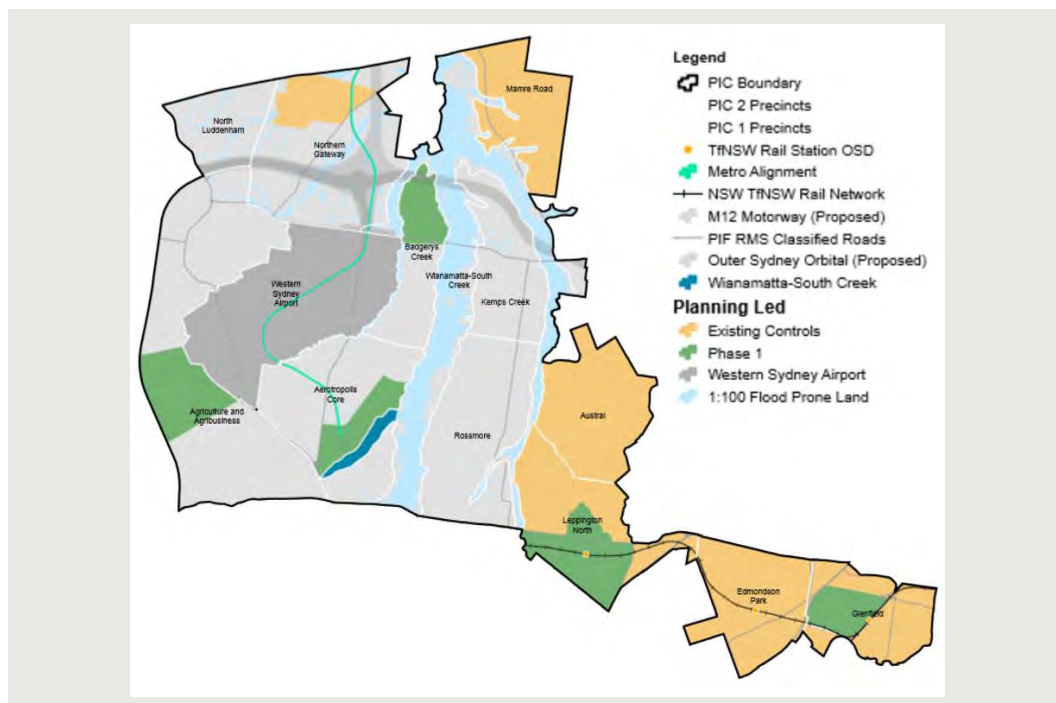 Legend
PIC Boundary
PIC 2 Precincts
PIC 1 Precincts
TfNSW Rail Station OSD
Metro Alignment
NSW TfNSW Rail Network
M12 Motorway (Proposed)
PIF RMS Classified Roads
Outer Sydney Orbital (Proposed)
Wianamatta-South Creek
Planning Led
Existing Controls
Phase 1
Western Sydney Airport
1:100 Flood Prone Land
Mamre Road
North
Luddenham
Northern
Gateway
Badgerys
Creek
Wianamatta-South
Creek
Kemps Creek
Western
Sydney
Airport
Aerotropolis
Core
Agriculture and
Agribusiness
Rossmore
Austral
Leppington
North
Edmondson
Park
Glenfield